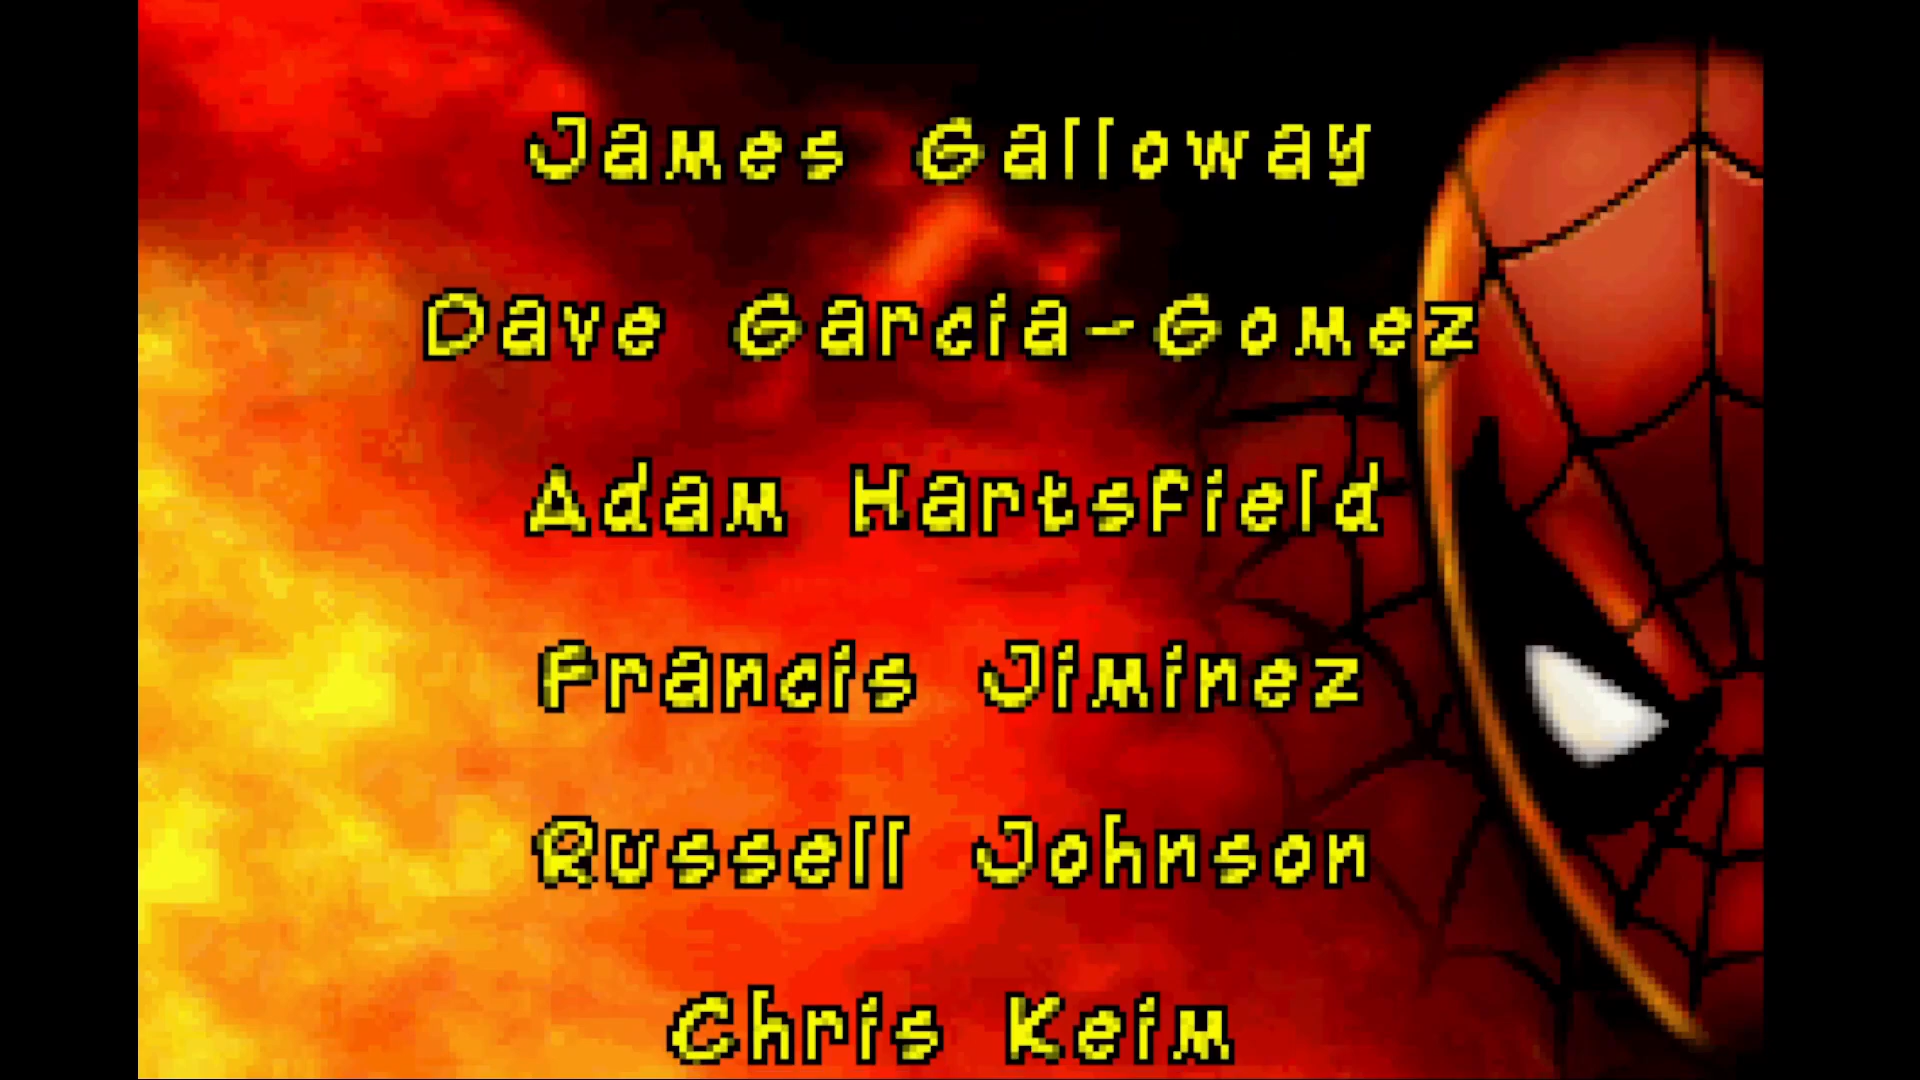 James Galloway
Dave Garcia-Gomez
Adam Hartsfield
Francis Jiminez
Russell Johnson
Chris Keim